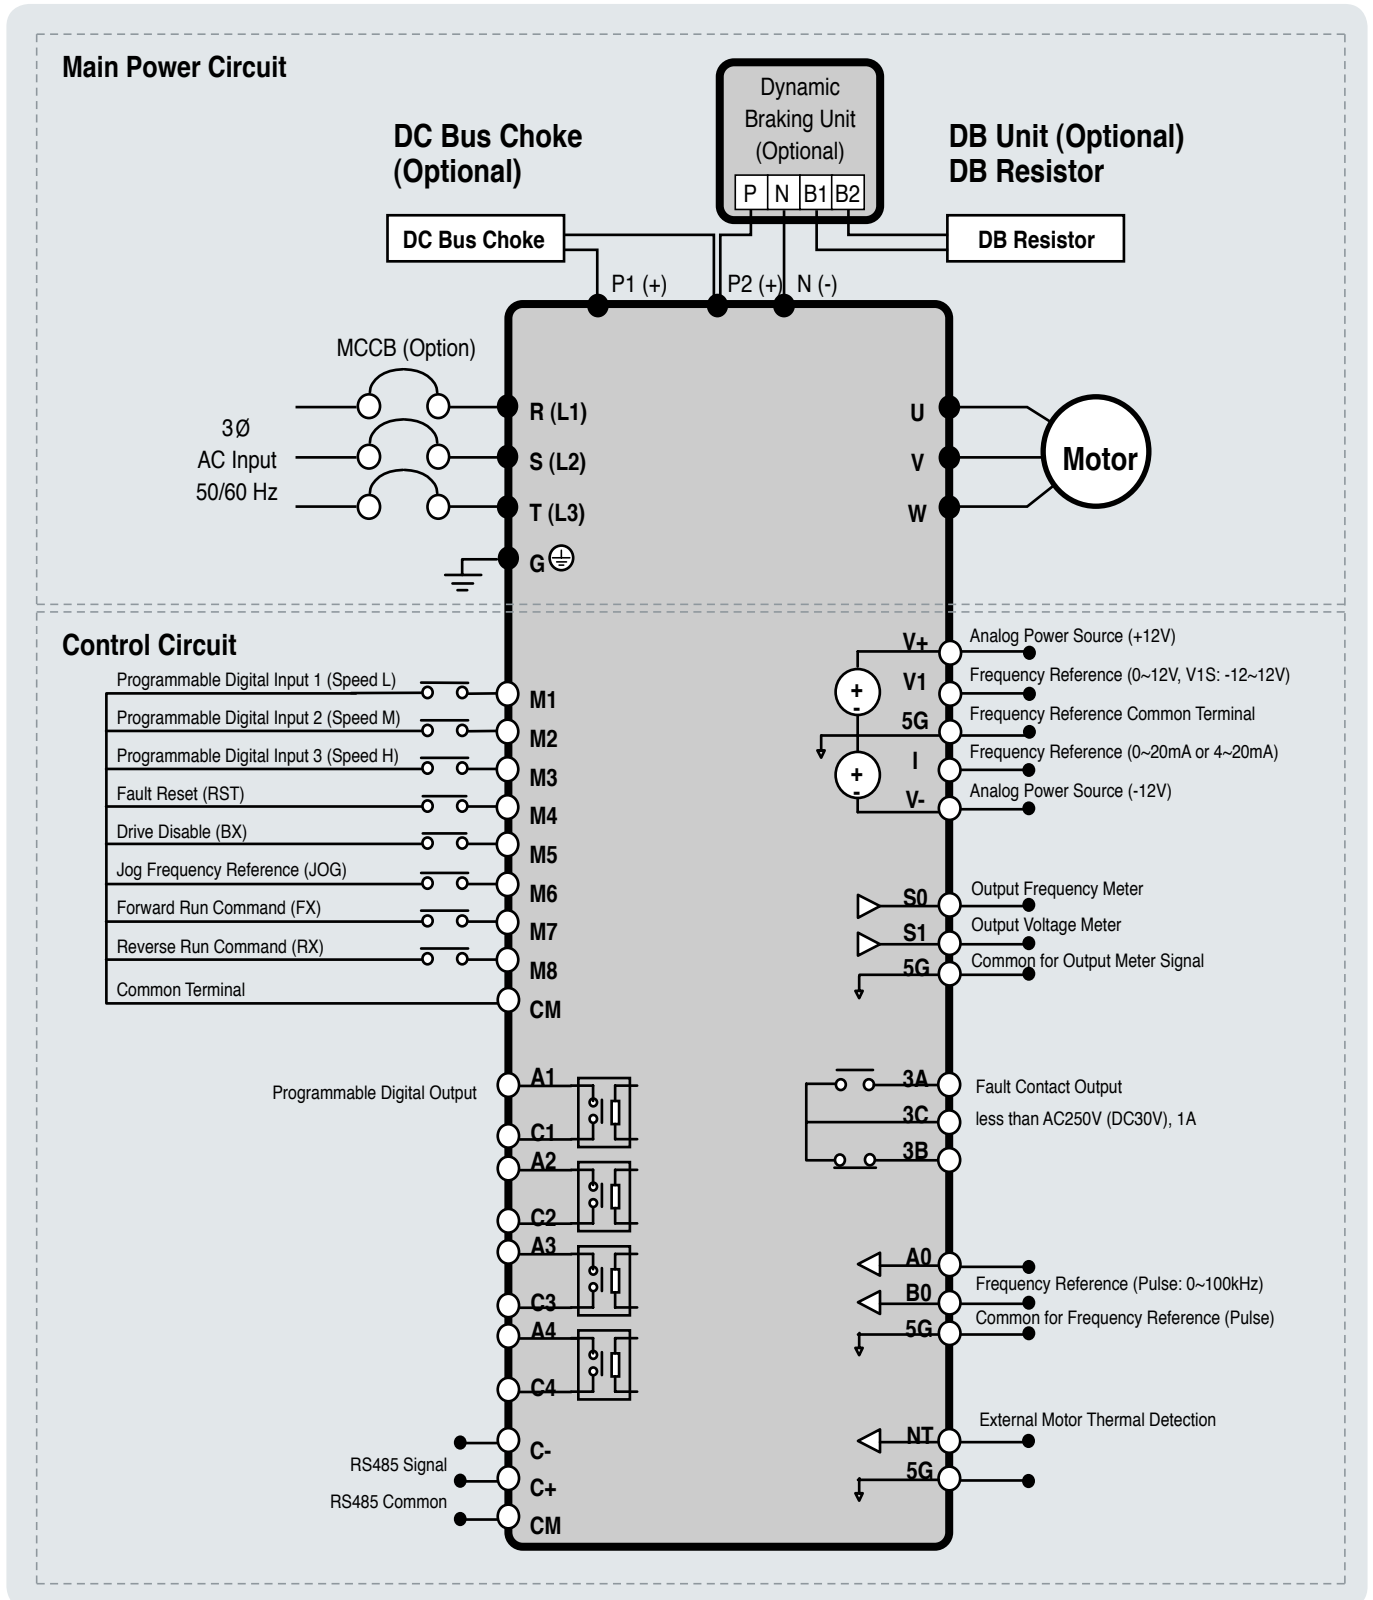 Main Power Circuit
Dynamic
Braking Unit
(Optional)
P N B1 B2
DC Bus Choke
(Optional)
DB Unit (Optional)
DB Resistor
DC Bus Choke
DB Resistor
P1 (+)
P2 (+)
N (-)
MCCB (Option)
3Ø
AC Input
50/60 Hz
R (L1)
S (L2)
T (L3)
G
U
V
W
Motor
Control Circuit
Programmable Digital Input 1 (Speed L)
M1
Programmable Digital Input 2 (Speed M)
M2
Programmable Digital Input 3 (Speed H)
M3
Fault Reset (RST)
M4
Drive Disable (BX)
M5
Jog Frequency Reference (JOG)
M6
Forward Run Command (FX)
M7
Reverse Run Command (RX)
M8
Common Terminal
CM
V+
Analog Power Source (+12V)
+
-
V1
Frequency Reference (0~12V, V1S: -12~12V)
5G
Frequency Reference Common Terminal
+
-
I
Frequency Reference (0~20mA or 4~20mA)
V-
Analog Power Source (-12V)
S0
Output Frequency Meter
S1
Output Voltage Meter
5G
Common for Output Meter Signal
Programmable Digital Output
A1
C1
A2
C2
A3
C3
A4
C4
3A
Fault Contact Output
3C
less than AC250V (DC30V), 1A
3B
A0
B0
Frequency Reference (Pulse: 0~100kHz)
5G
Common for Frequency Reference (Pulse)
NT
External Motor Thermal Detection
5G
C-
RS485 Signal
C+
RS485 Common
CM